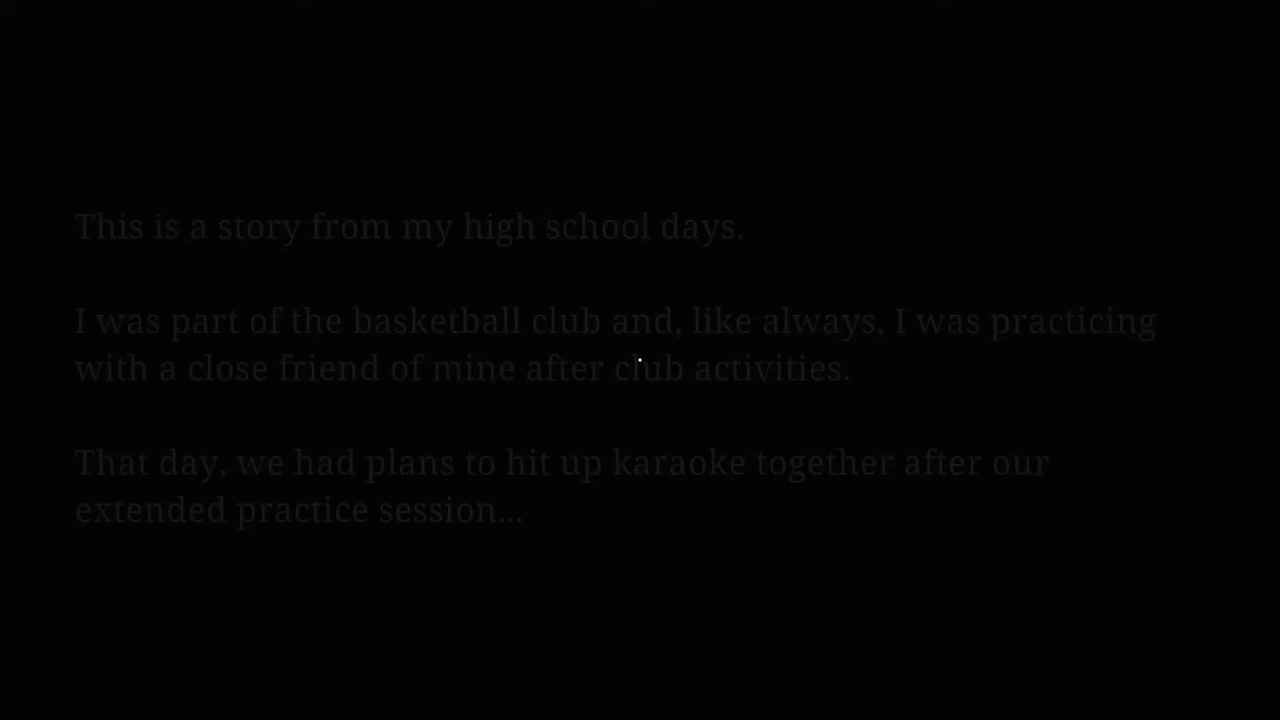 This is a story from my high school days.
I was part of the basketball club and, like always, I was practicing
with a close friend of mine after club activities.
That day, we had plans to hit up karaoke together after our
extended practice session...